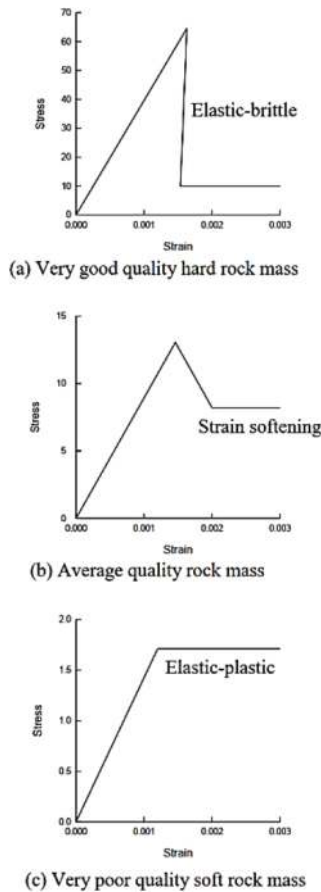 70
60
50
Stress
40
Elastic-brittle
30
20
10
0
0.000 0.001 0.002 0.003
Strain
(a) Very good quality hard rock mass
15
10
Stress
Strain softening
5
0
0.000 0.001 0.002 0.003
Strain
(b) Average quality rock mass
2.0
1.5
Elastic-plastic
Stress
1.0
0.5
0.0
0.000 0.001 0.002 0.003
Strain
(c) Very poor quality soft rock mass